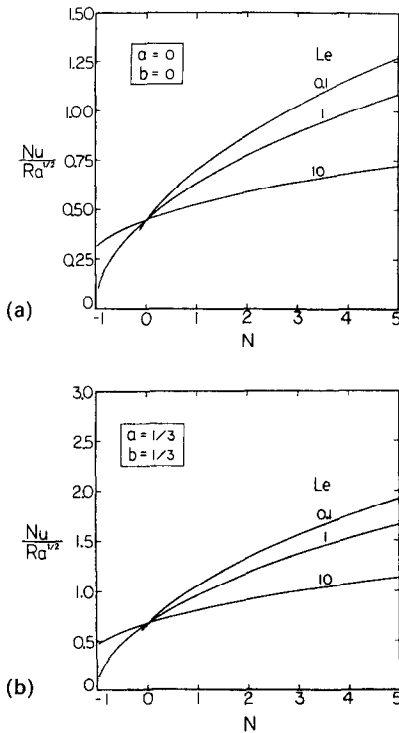 (a)
a = 0
b = 0
Le
0.1
1
10
Nu
Ra^{1/2}
1.50
1.25
1.00
0.75
0.50
0.25
0
-1 0 1 2 3 4 5
N
(b)
a = 1/3
b = 1/3
Le
0.1
1
10
Nu
Ra^{1/2}
3.0
2.5
2.0
1.5
1.0
0.5
0
-1 0 1 2 3 4 5
N